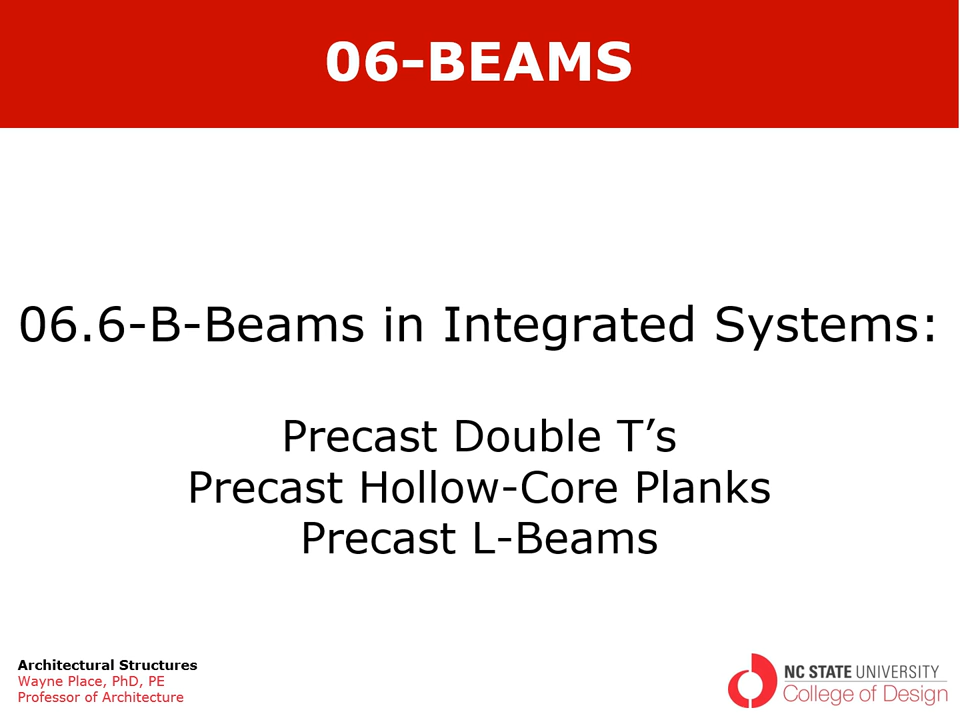 06-BEAMS
06.6-B-Beams in Integrated Systems:
Precast Double T’s
Precast Hollow-Core Planks
Precast L-Beams
Architectural Structures
Wayne Place, PhD, PE
Professor of Architecture
NC STATE UNIVERSITY
College of Design